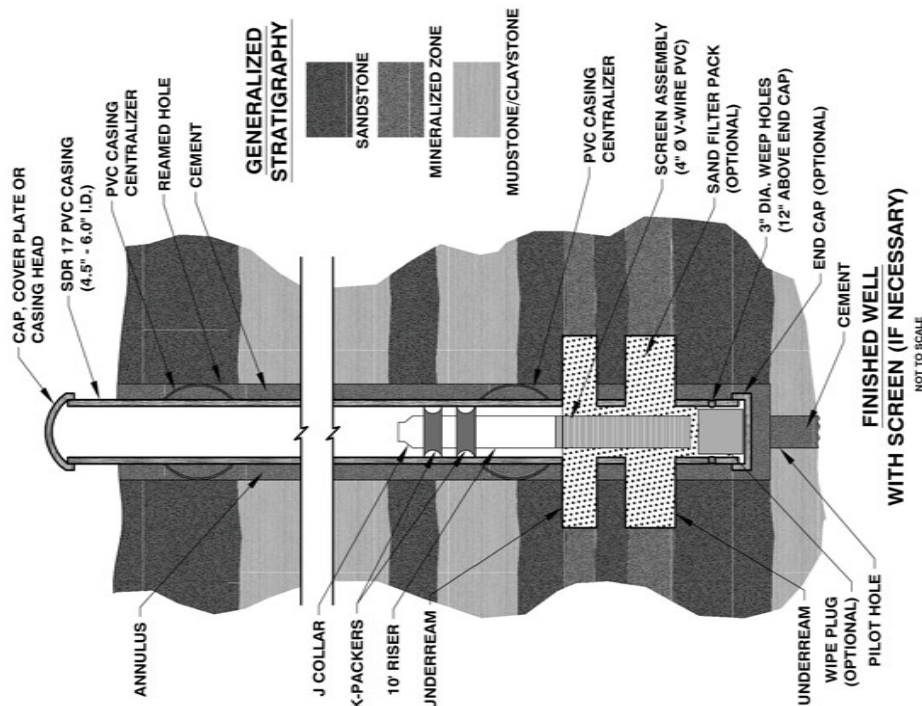 CAP, COVER PLATE OR
CASING HEAD
SDR 17 PVC CASING
(4.5" - 6.0" I.D.)
PVC CASING
CENTRALIZER
REAMED HOLE
CEMENT
GENERALIZED
STRATIGRAPHY
SANDSTONE
MINERALIZED ZONE
MUDSTONE/CLAYSTONE
PVC CASING
CENTRALIZER
SCREEN ASSEMBLY
(4" Ø V-WIRE PVC)
SAND FILTER PACK
(OPTIONAL)
3" DIA. WEEP HOLES
(12" ABOVE END CAP)
END CAP (OPTIONAL)
CEMENT
ANNULUS
J COLLAR
K-PACKERS
10' RISER
UNDERREAM
UNDERREAM
WIPE PLUG
(OPTIONAL)
PILOT HOLE
FINISHED WELL
WITH SCREEN (IF NECESSARY)
NOT TO SCALE